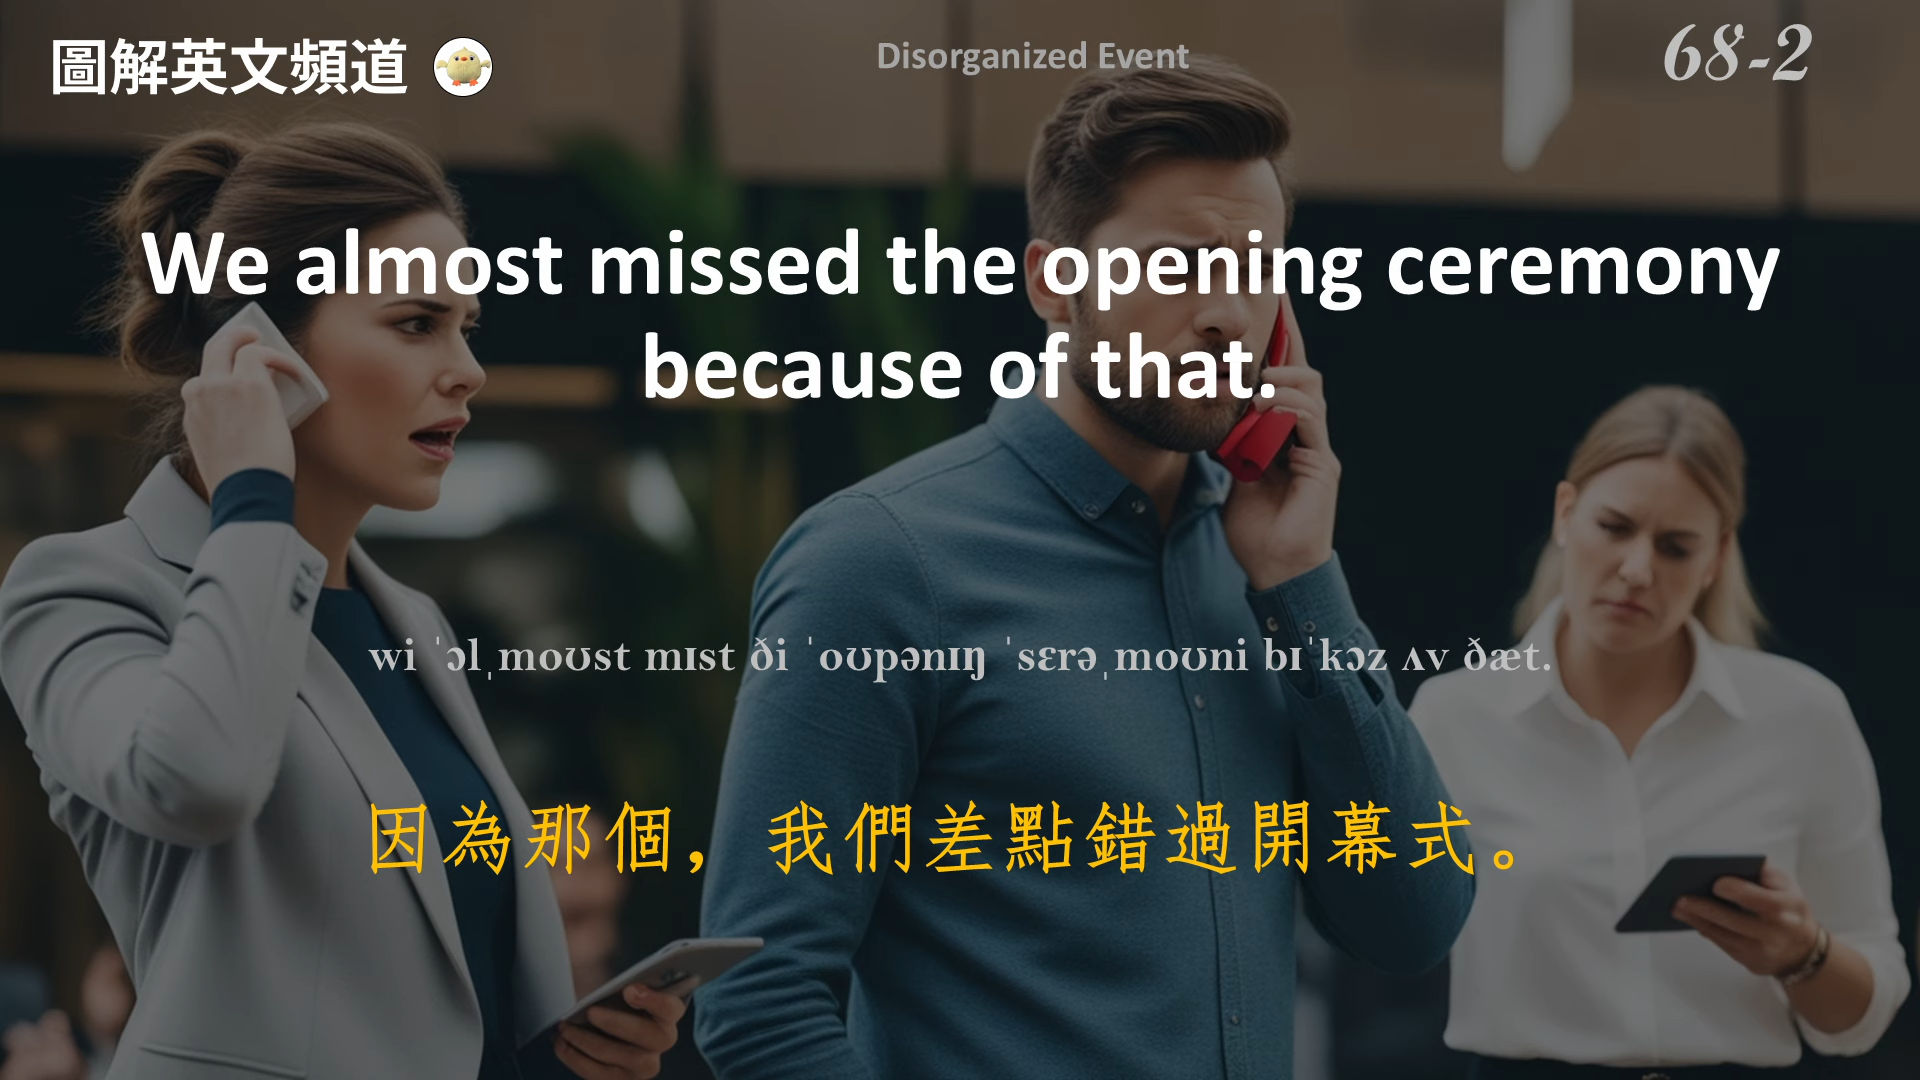 圖解英文頻道
Disorganized Event
68-2
We almost missed the opening ceremony
because of that.
wi ˈɔlˌmoʊst mɪst ði ˈoʊpənɪŋ ˈsɛrəˌmoʊni bɪˈkɔz ʌv ðæt.
因為那個，我們差點錯過開幕式。